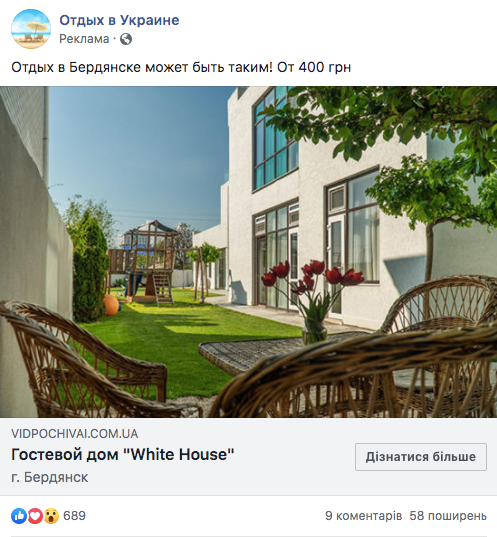 Отдых в Украине
Реклама ·
Отдых в Бердянске может быть таким! От 400 грн
VIDPOCHIVAI.COM.UA
Гостевой дом "White House"
г. Бердянск
Дізнатися більше
689
9 коментарів 58 поширень